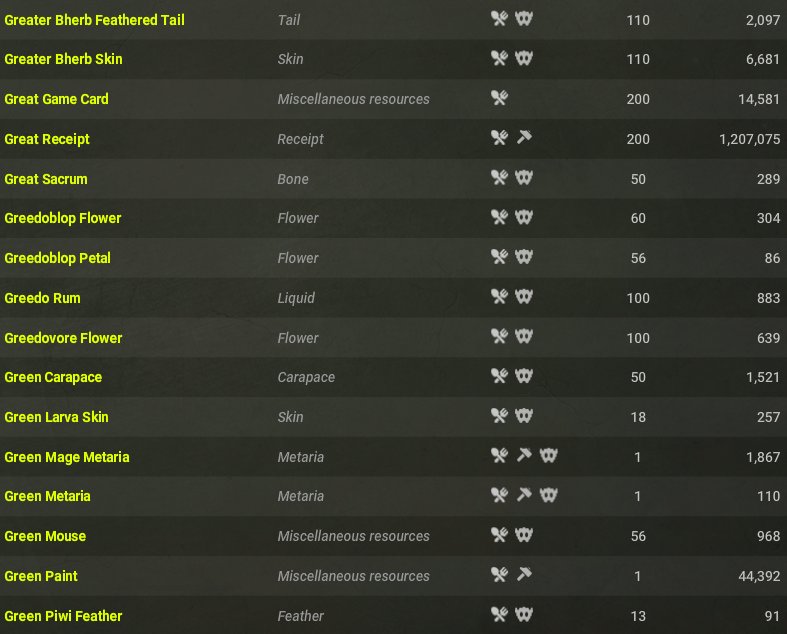 Greater Bherb Feathered Tail Tail 110 2,097
Greater Bherb Skin Skin 110 6,681
Great Game Card Miscellaneous resources 200 14,581
Great Receipt Receipt 200 1,207,075
Great Sacrum Bone 50 289
Greedoblop Flower Flower 60 304
Greedoblop Petal Flower 56 86
Greedo Rum Liquid 100 883
Greedovore Flower Flower 100 639
Green Carapace Carapace 50 1,521
Green Larva Skin Skin 18 257
Green Mage Metaria Metaria 1 1,867
Green Metaria Metaria 1 110
Green Mouse Miscellaneous resources 56 968
Green Paint Miscellaneous resources 1 44,392
Green Piwi Feather Feather 13 91